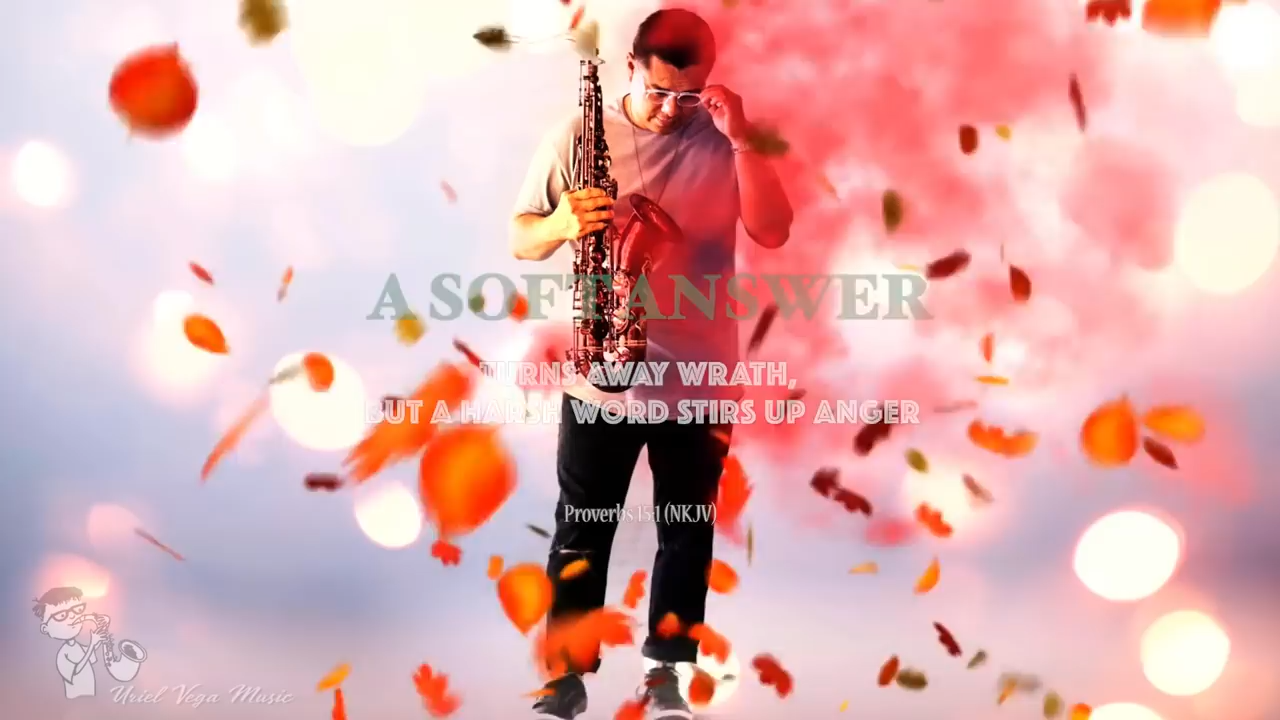 A SOFT ANSWER
TURNS AWAY WRATH,
BUT A HARSH WORD STIRS UP ANGER
Proverbs 15:1 (NKJV)
Uriel Vega Music